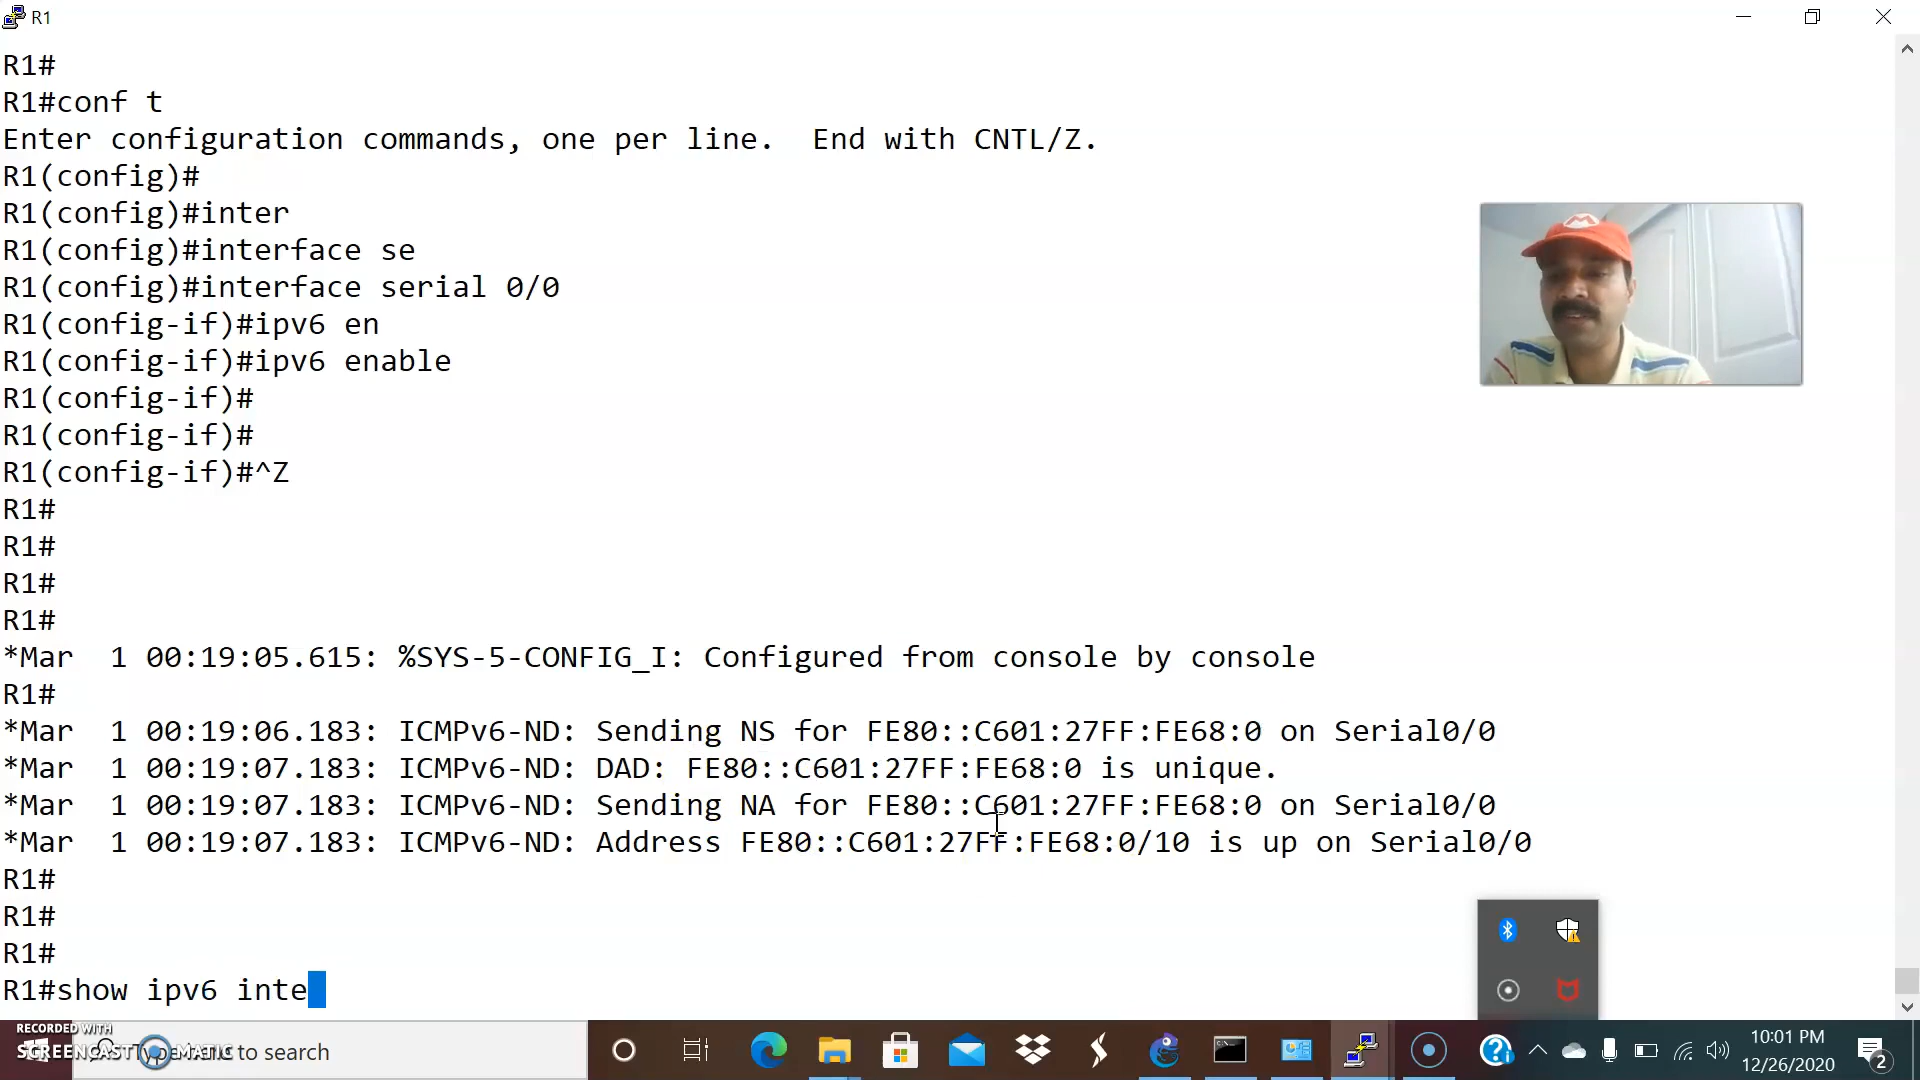 R1
R1#
R1#conf t
Enter configuration commands, one per line.  End with CNTL/Z.
R1(config)#
R1(config)#inter
R1(config)#interface se
R1(config)#interface serial 0/0
R1(config-if)#ipv6 en
R1(config-if)#ipv6 enable
R1(config-if)#
R1(config-if)#
R1(config-if)#^Z
R1#
R1#
R1#
R1#
*Mar  1 00:19:05.615: %SYS-5-CONFIG_I: Configured from console by console
R1#
*Mar  1 00:19:06.183: ICMPv6-ND: Sending NS for FE80::C601:27FF:FE68:0 on Serial0/0
*Mar  1 00:19:07.183: ICMPv6-ND: DAD: FE80::C601:27FF:FE68:0 is unique.
*Mar  1 00:19:07.183: ICMPv6-ND: Sending NA for FE80::C601:27FF:FE68:0 on Serial0/0
*Mar  1 00:19:07.183: ICMPv6-ND: Address FE80::C601:27FF:FE68:0/10 is up on Serial0/0
R1#
R1#
R1#
R1#show ipv6 inte
M
RECORDED WITH
SCREENCAST MATIC
Type here to search
10:01 PM
12/26/2020
2